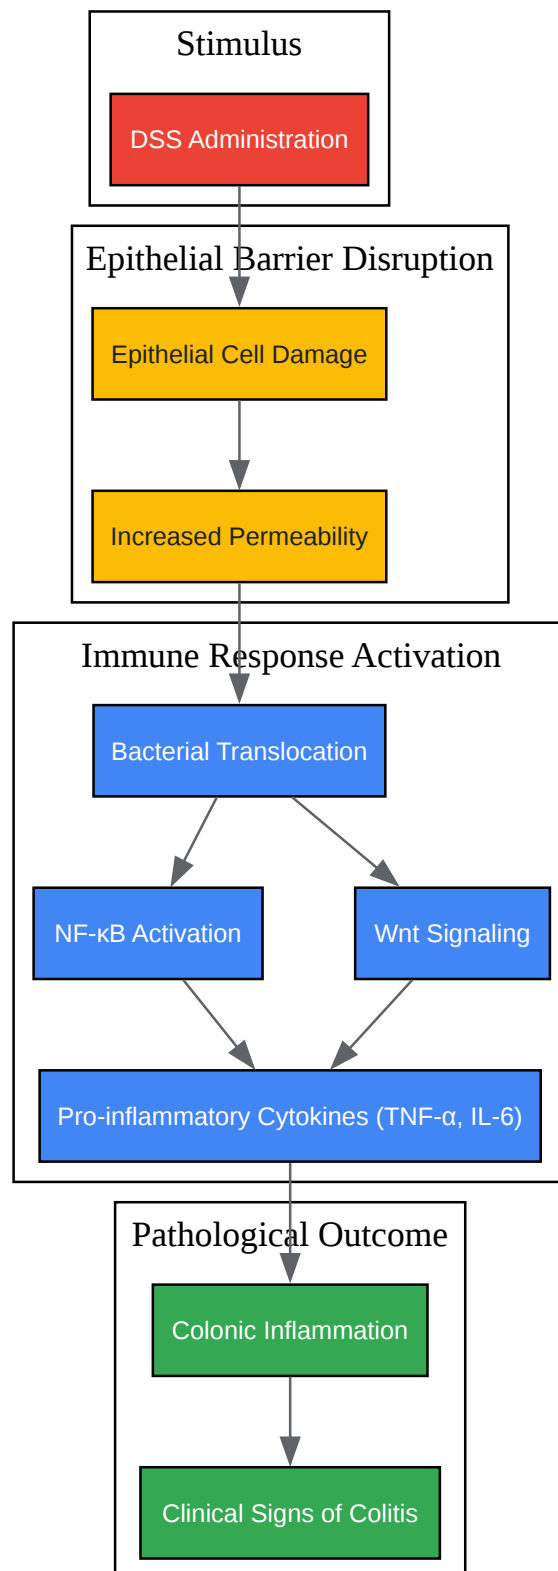 Stimulus
DSS Administration
Epithelial Barrier Disruption
Epithelial Cell Damage
Increased Permeability
Immune Response Activation
Bacterial Translocation
NF-κB Activation
Wnt Signaling
Pro-inflammatory Cytokines (TNF-α, IL-6)
Pathological Outcome
Colonic Inflammation
Clinical Signs of Colitis